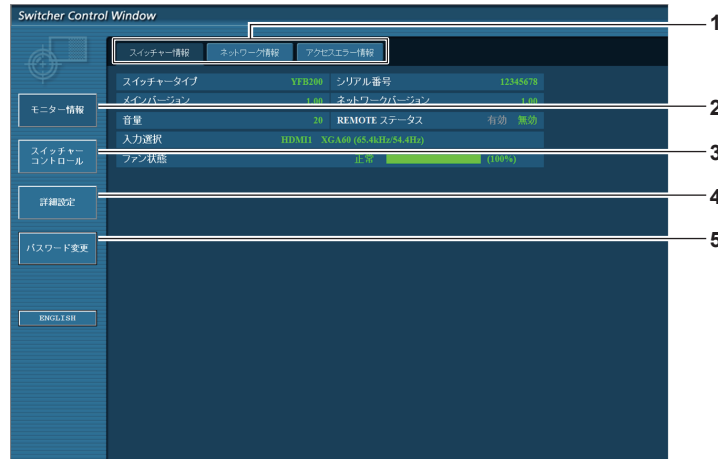 Switcher Control Window
1
スイッチャー情報 ネットワーク情報 アクセスエラー情報
スイッチャータイプ YFB200 シリアル番号 12345678
メインバージョン 1.00 ネットワークバージョン 1.00
音量 20 REMOTE ステータス 有効 無効
入力選択 HDMI1 XGA60 (65.4kHz/54.4Hz)
ファン状態 正常 (100%)
モニター情報
2
スイッチャー
コントロール
3
詳細設定
4
パスワード変更
5
ENGLISH